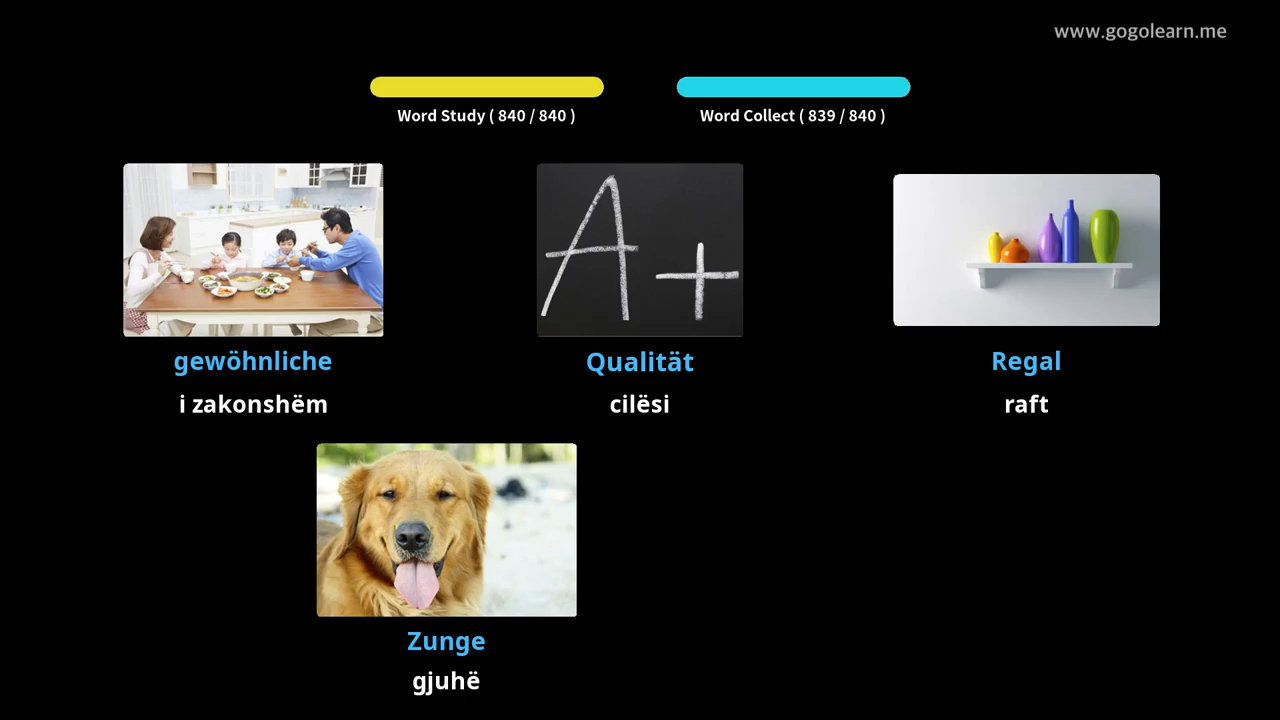 www.gogolearn.me
Word Study ( 840 / 840 )
Word Collect ( 839 / 840 )
A+
gewöhnliche
Qualität
Regal
i zakonshëm
cilësi
raft
Zunge
gjuhë